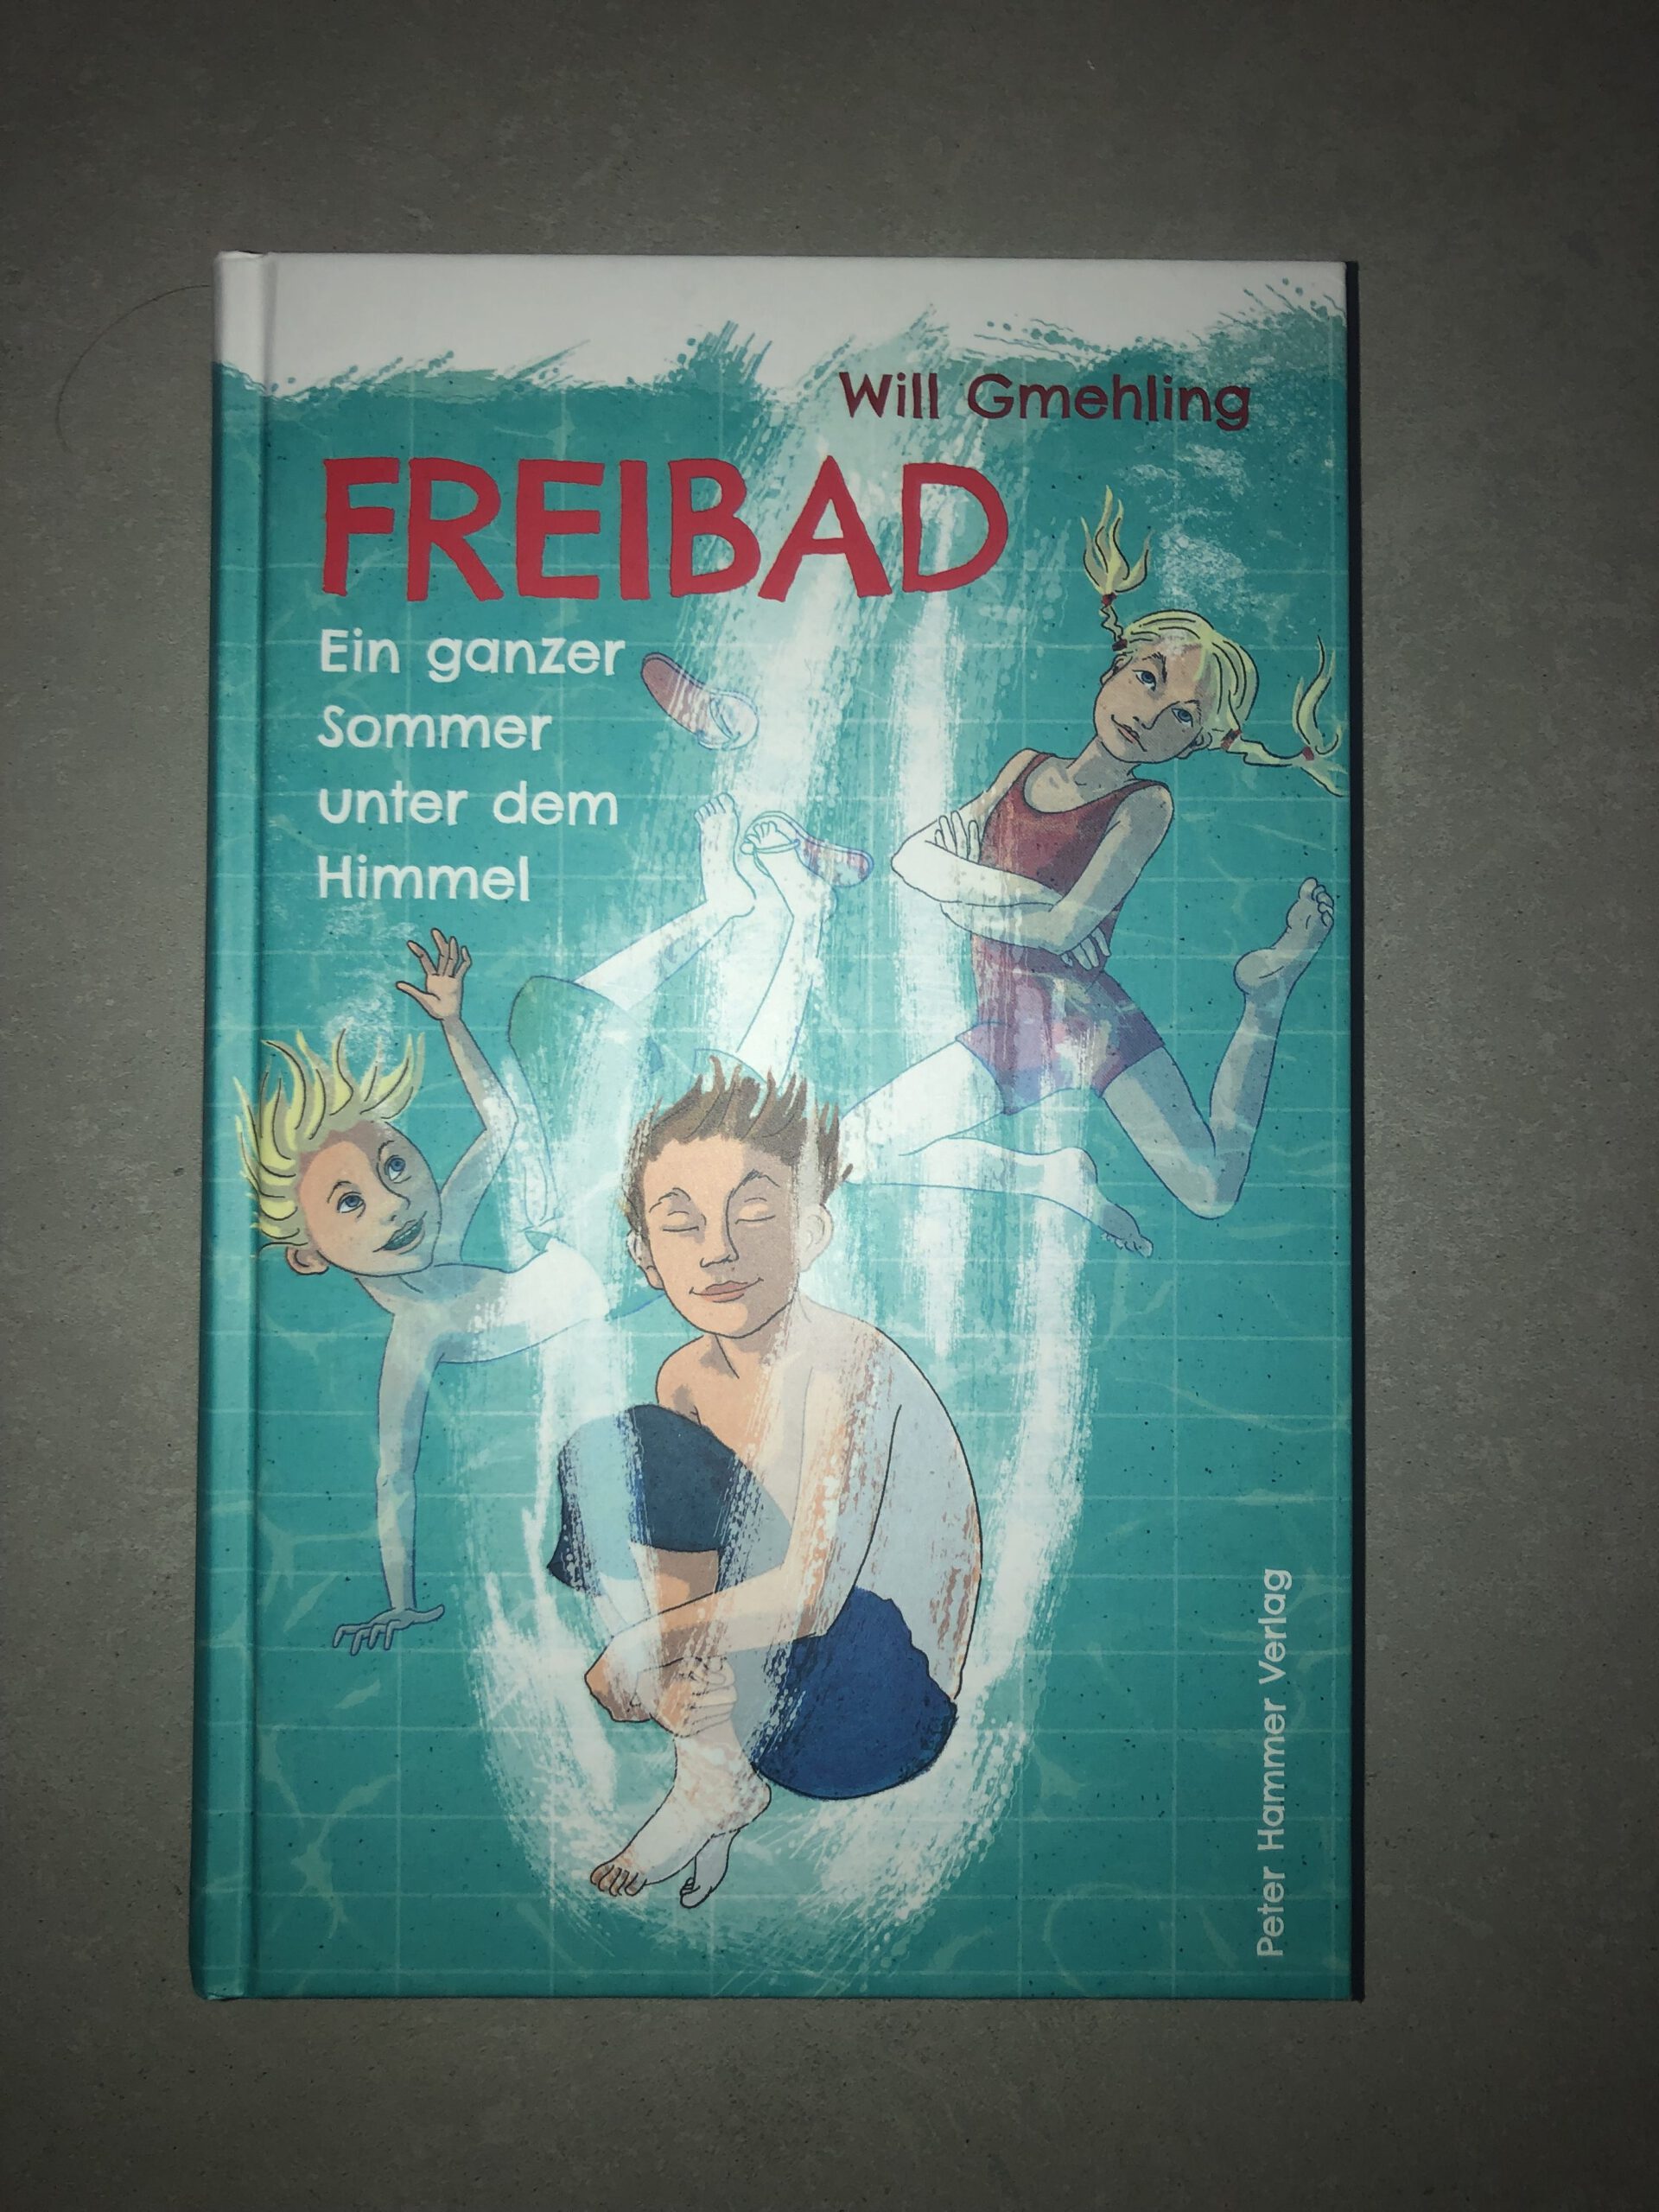 Will Gmehling
FREIBAD
Ein ganzer
Sommer
unter dem
Himmel
Peter Hammer Verlag